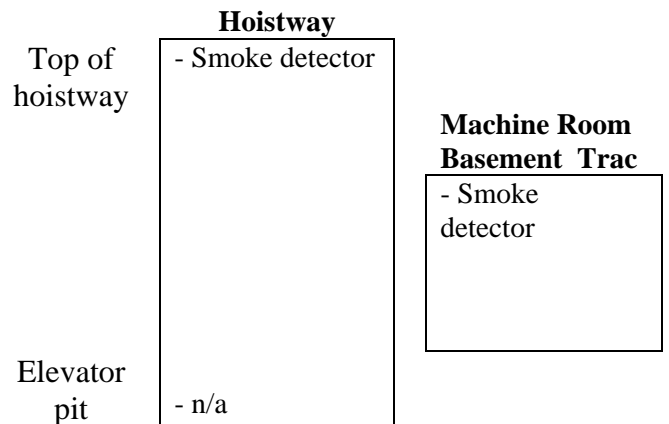 Hoistway
Top of
hoistway
- Smoke detector
Machine Room
Basement Trac
- Smoke
detector
Elevator
pit
- n/a